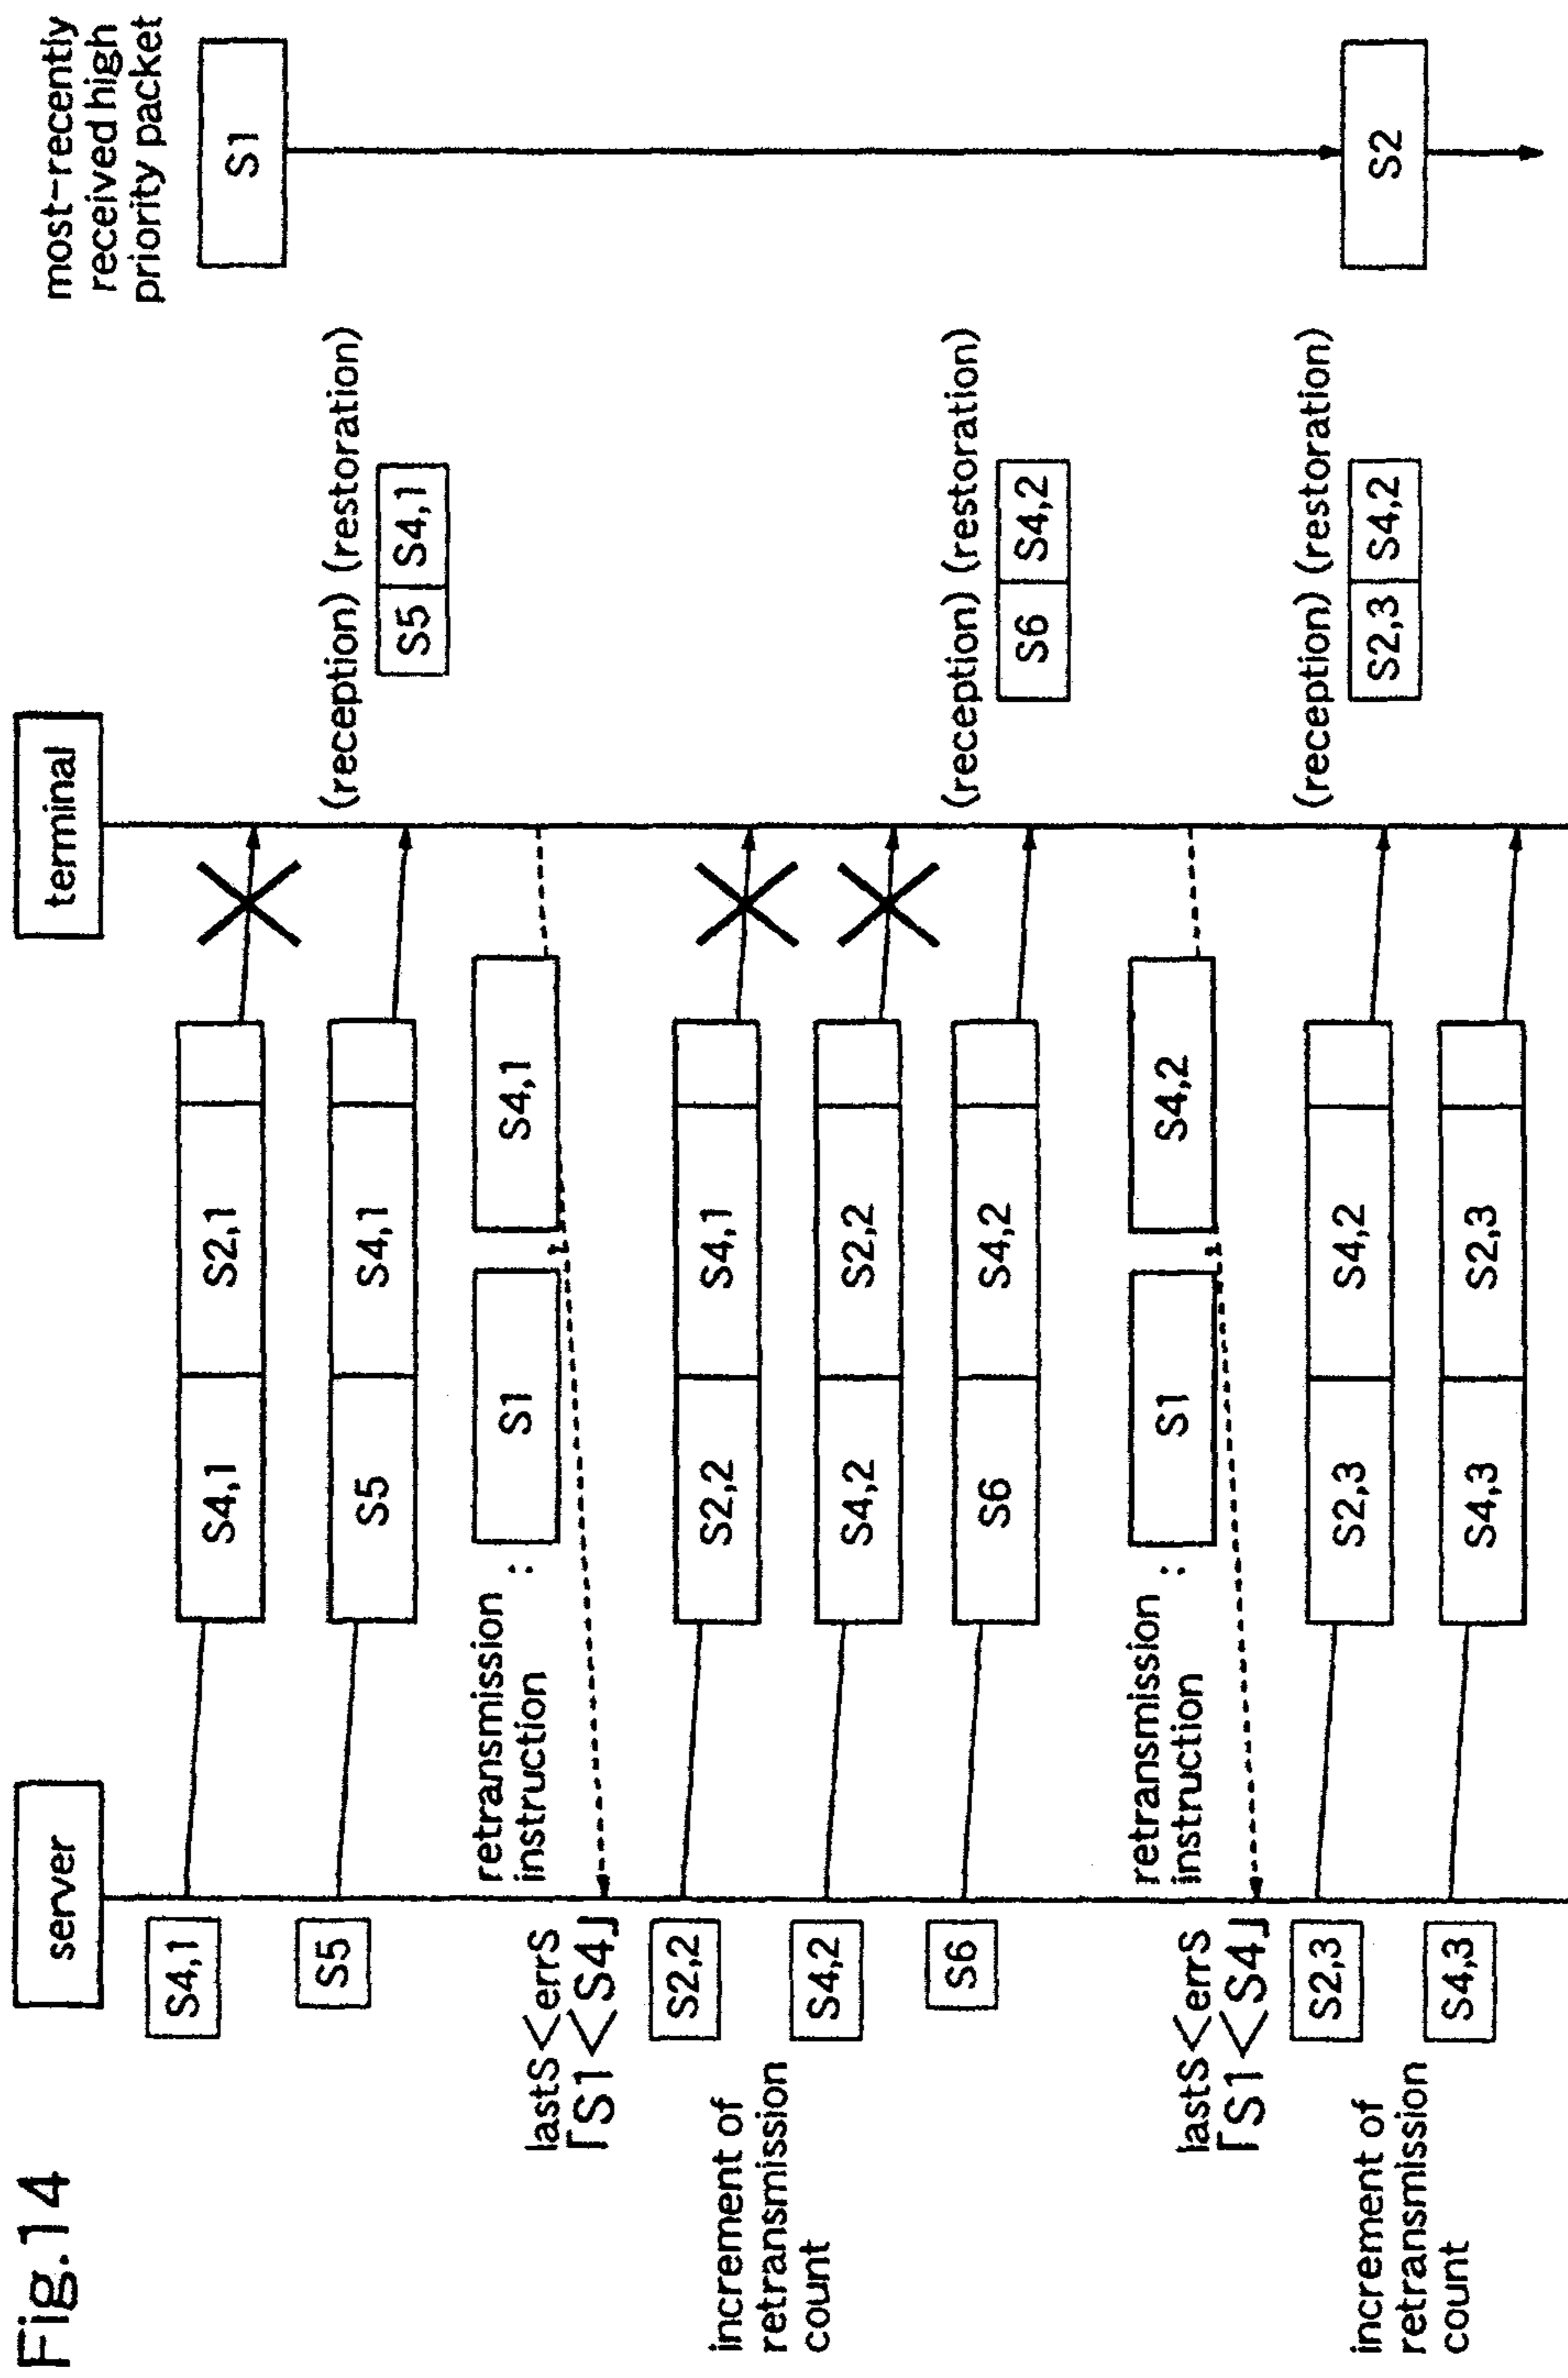 Fig.14
server
terminal
most-recently
received high
priority packet
S1
S4,1
S4,1
S2,1
S5
S5
S4,1
(reception) (restoration)
S5
S4,1
retransmission
instruction
:
S1
,
S4,1
lastS<errS
「S1<S4」
increment of
retransmission
count
S2,2
S2,2
S4,1
S4,2
S4,2
S2,2
S6
S6
S4,2
(reception) (restoration)
S6
S4,2
retransmission
instruction
:
S1
,
S4,2
lastS<errS
「S1<S4」
increment of
retransmission
count
S2,3
S2,3
S4,2
(reception) (restoration)
S2,3
S4,2
S2
S4,3
S4,3
S2,3